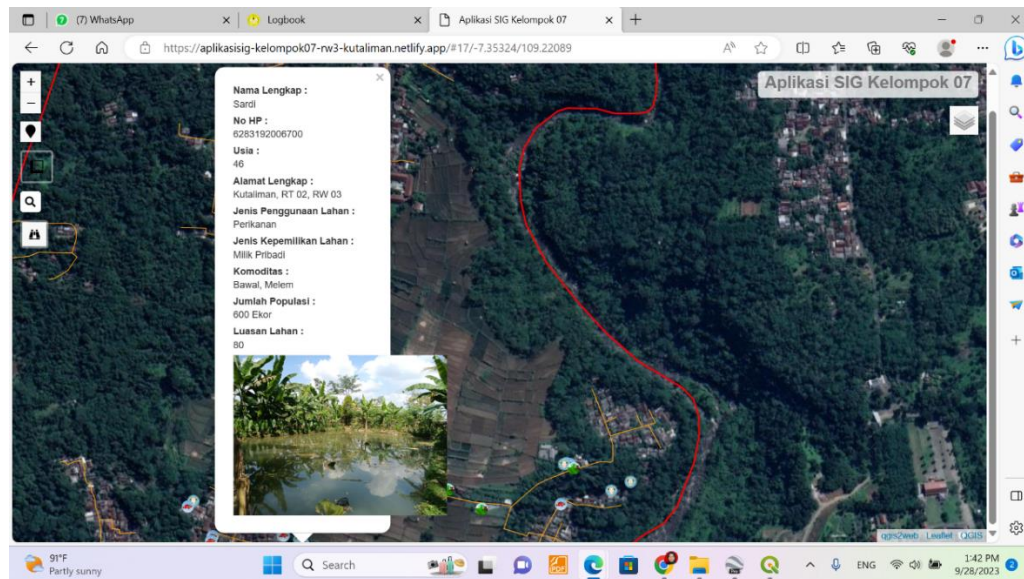 (7) WhatsApp
Logbook
Aplikasi SIG Kelompok 07
https://aplikasisig-kelompok07-rw3-kutaliman.netlify.app/#17/-7.35324/109.22089
Aplikasi SIG Kelompok 07
+
−
Nama Lengkap :
Sardi
No HP :
6283192006700
Usia :
46
Alamat Lengkap :
Kutaliman, RT 02, RW 03
Jenis Penggunaan Lahan :
Perikanan
Jenis Kepemilikan Lahan :
Milik Pribadi
Komoditas :
Bawal, Melem
Jumlah Populasi :
600 Ekor
Luasan Lahan :
80
qgis2web Leaflet QGIS
91°F
Partly sunny
Search
ENG
1:42 PM
9/28/2023